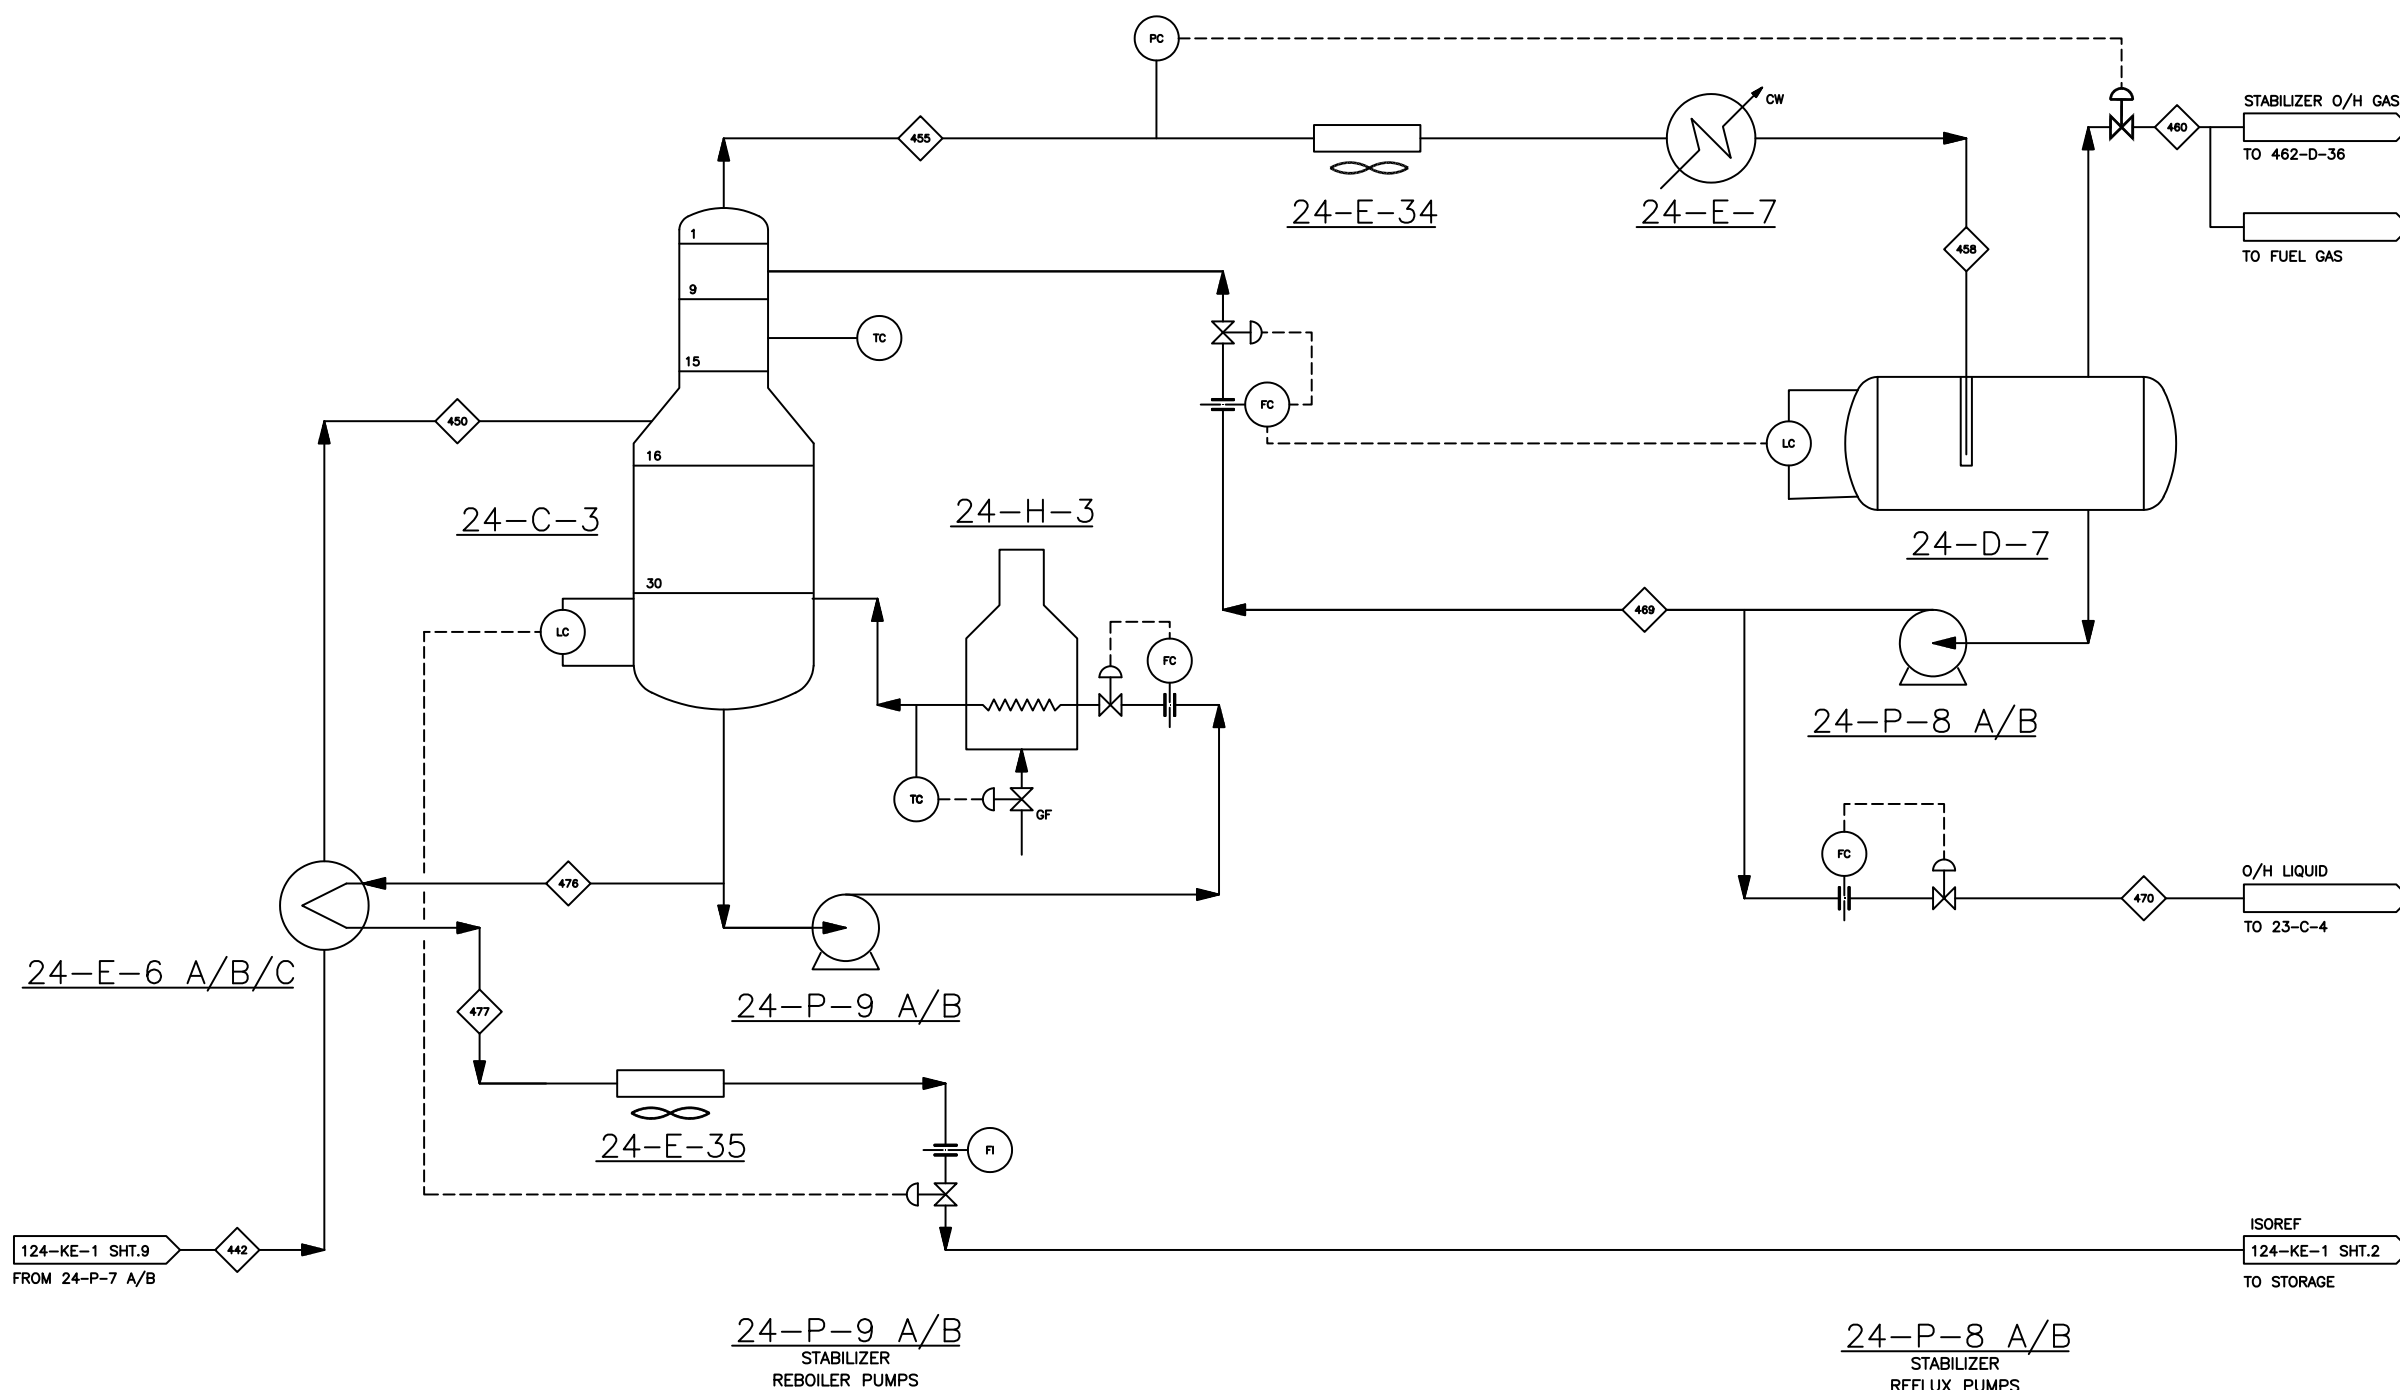 PC
CW
STABILIZER O/H GAS
455
460
TO 462-D-36
24-E-34
24-E-7
1
458
TO FUEL GAS
9
TC
15
FC
450
LC
16
24-C-3
24-H-3
24-D-7
30
469
LC
FC
24-P-8 A/B
TC
GF
FC
476
O/H LIQUID
470
TO 23-C-4
24-E-6 A/B/C
477
24-P-9 A/B
24-E-35
FI
ISOREF
124-KE-1 SHT.9
442
124-KE-1 SHT.2
FROM 24-P-7 A/B
TO STORAGE
24-P-9 A/B
STABILIZER
REBOILER PUMPS
24-P-8 A/B
STABILIZER
REFLUX PUMPS